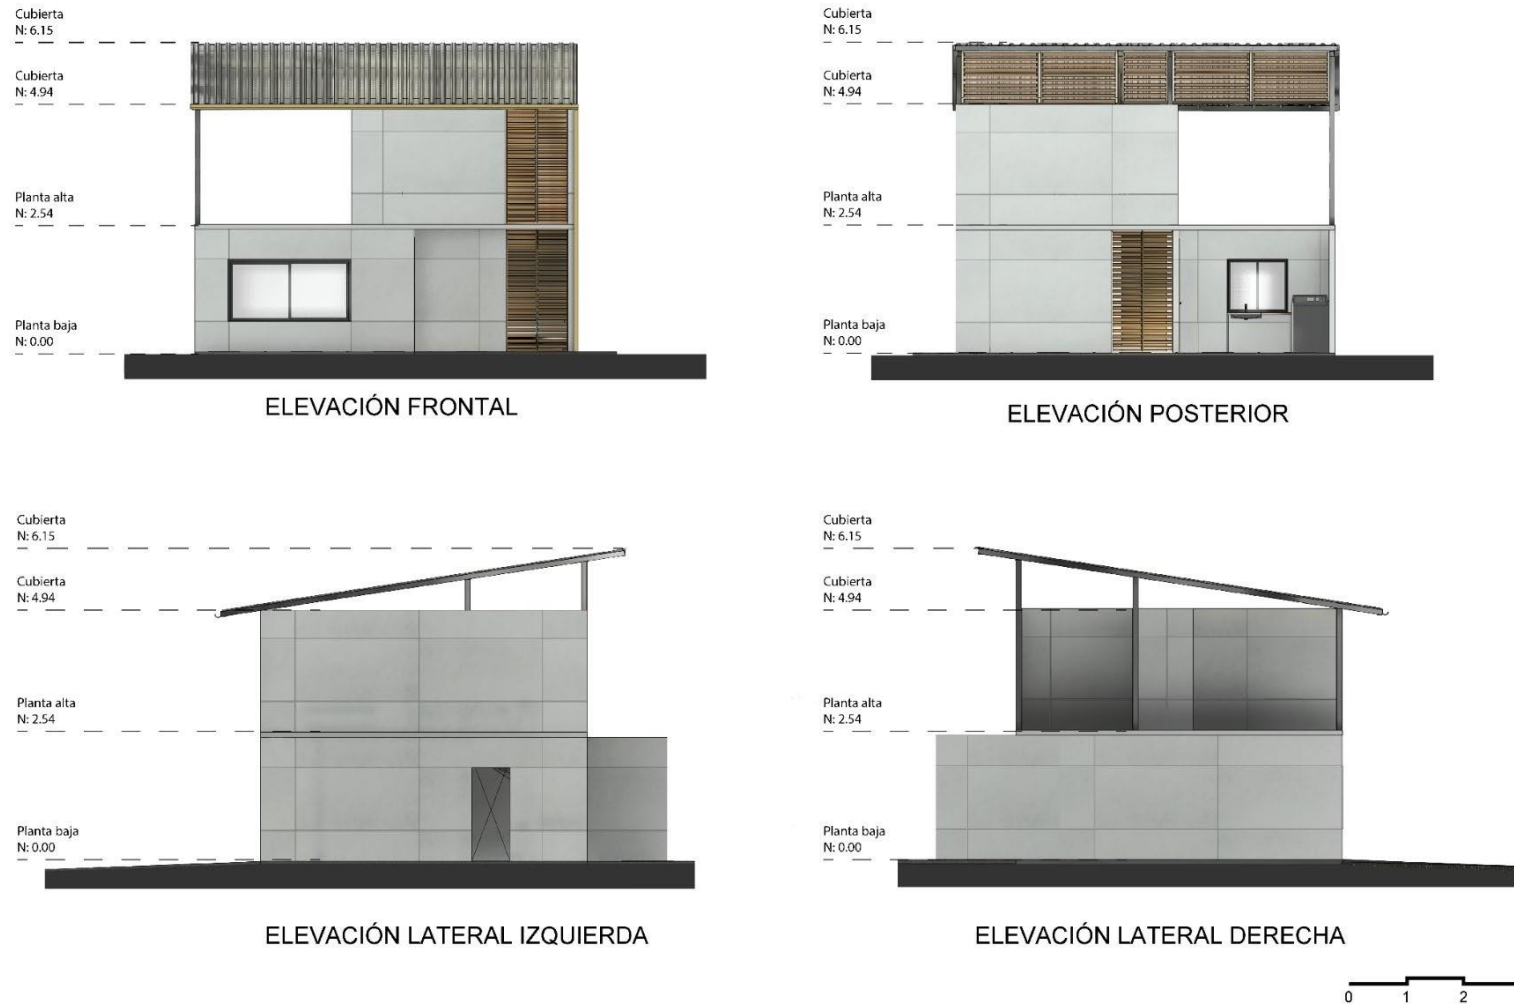 Cubierta
N: 6.15
Cubierta
N: 4.94
Planta alta
N: 2.54
Planta baja
N: 0.00
ELEVACIÓN FRONTAL
Cubierta
N: 6.15
Cubierta
N: 4.94
Planta alta
N: 2.54
Planta baja
N: 0.00
ELEVACIÓN POSTERIOR
Cubierta
N: 6.15
Cubierta
N: 4.94
Planta alta
N: 2.54
Planta baja
N: 0.00
ELEVACIÓN LATERAL IZQUIERDA
Cubierta
N: 6.15
Cubierta
N: 4.94
Planta alta
N: 2.54
Planta baja
N: 0.00
ELEVACIÓN LATERAL DERECHA
0 1 2